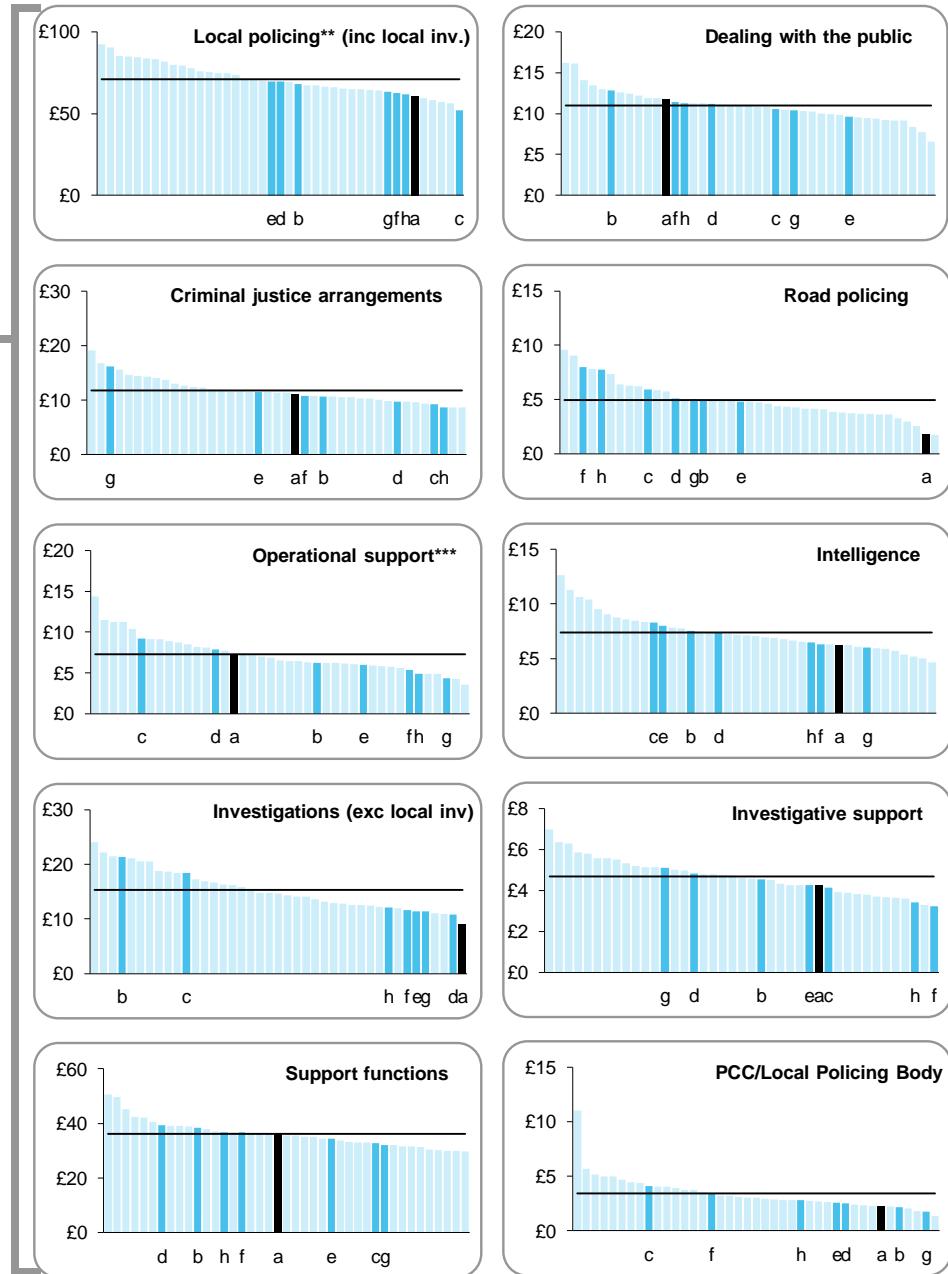 Local policing** (inc local inv.)
£100
£50
£0
ed b gfha c
Dealing with the public
£20
£15
£10
£5
£0
b afh d c g e
Criminal justice arrangements
£30
£20
£10
£0
g e af b d ch
Road policing
£15
£10
£5
£0
f h c d gb e a
Operational support***
£20
£15
£10
£5
£0
c d a b e fh g
Intelligence
£15
£10
£5
£0
ce b d hf a g
Investigations (exc local inv)
£30
£20
£10
£0
b c h feg da
Investigative support
£8
£6
£4
£2
£0
g d b eac h f
Support functions
£60
£40
£20
£0
d b h f a e cg
PCC/Local Policing Body
£15
£10
£5
£0
c f h ed a b g